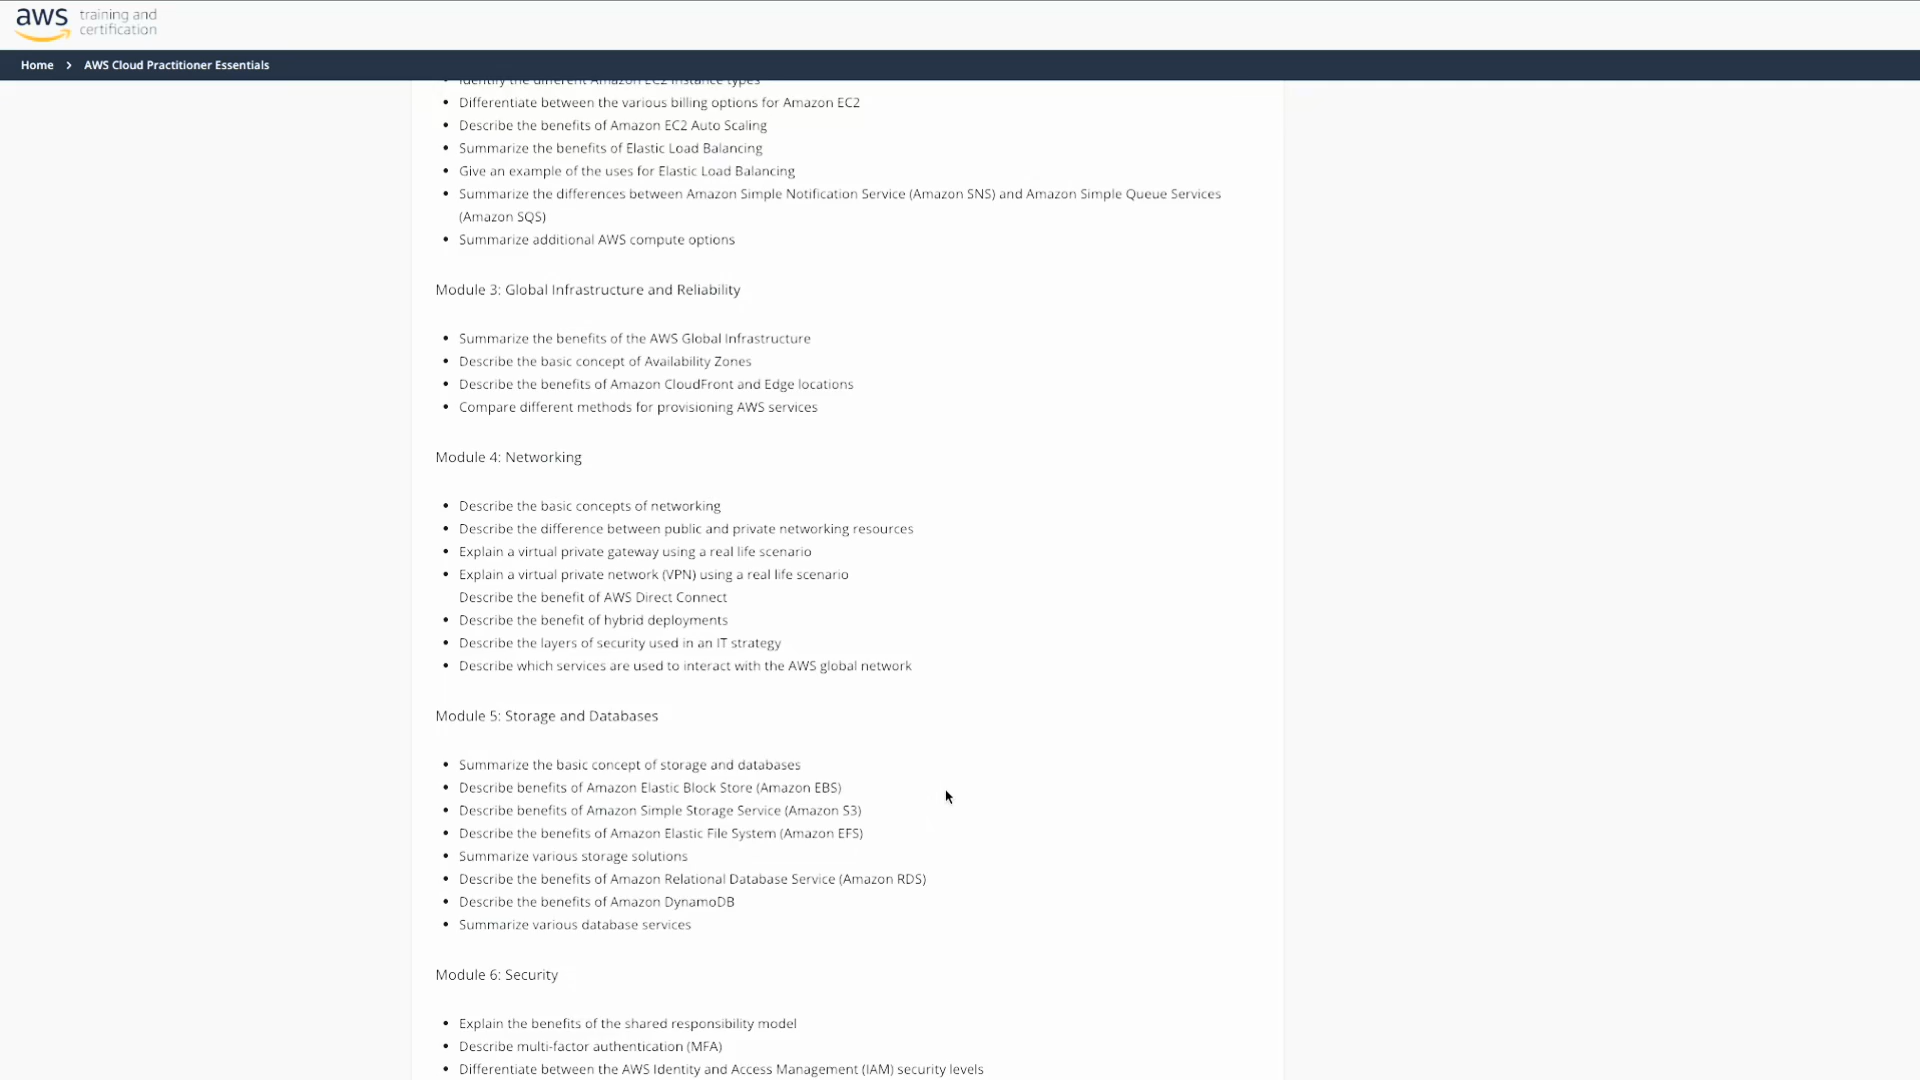 aws training and
certification
Home > AWS Cloud Practitioner Essentials
Identify the different Amazon EC2 instance types
• Differentiate between the various billing options for Amazon EC2
• Describe the benefits of Amazon EC2 Auto Scaling
• Summarize the benefits of Elastic Load Balancing
• Give an example of the uses for Elastic Load Balancing
• Summarize the differences between Amazon Simple Notification Service (Amazon SNS) and Amazon Simple Queue Services
(Amazon SQS)
• Summarize additional AWS compute options
Module 3: Global Infrastructure and Reliability
• Summarize the benefits of the AWS Global Infrastructure
• Describe the basic concept of Availability Zones
• Describe the benefits of Amazon CloudFront and Edge locations
• Compare different methods for provisioning AWS services
Module 4: Networking
• Describe the basic concepts of networking
• Describe the difference between public and private networking resources
• Explain a virtual private gateway using a real life scenario
• Explain a virtual private network (VPN) using a real life scenario
Describe the benefit of AWS Direct Connect
• Describe the benefit of hybrid deployments
• Describe the layers of security used in an IT strategy
• Describe which services are used to interact with the AWS global network
Module 5: Storage and Databases
• Summarize the basic concept of storage and databases
• Describe benefits of Amazon Elastic Block Store (Amazon EBS)
• Describe benefits of Amazon Simple Storage Service (Amazon S3)
• Describe the benefits of Amazon Elastic File System (Amazon EFS)
• Summarize various storage solutions
• Describe the benefits of Amazon Relational Database Service (Amazon RDS)
• Describe the benefits of Amazon DynamoDB
• Summarize various database services
Module 6: Security
• Explain the benefits of the shared responsibility model
• Describe multi-factor authentication (MFA)
• Differentiate between the AWS Identity and Access Management (IAM) security levels